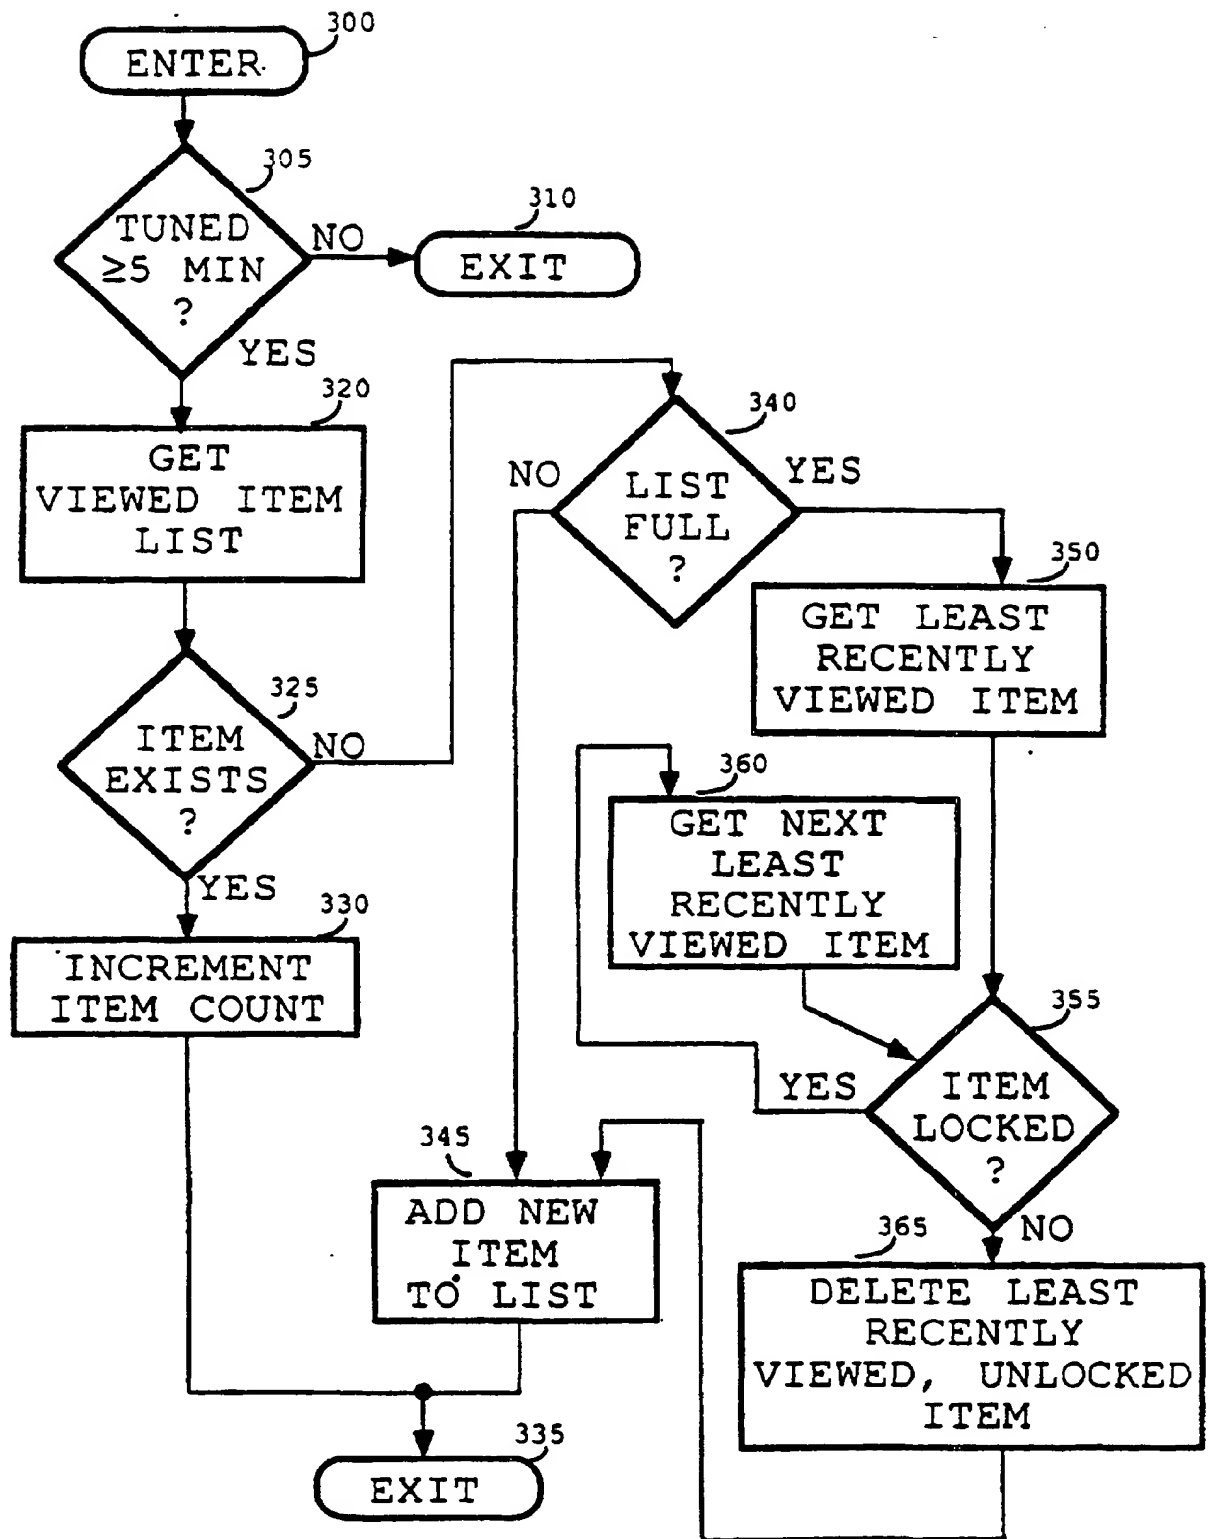 300
ENTER
305
TUNED
≥5 MIN
?
NO
310
EXIT
YES
320
GET
VIEWED ITEM
LIST
325
ITEM
EXISTS
?
NO
YES
330
INCREMENT
ITEM COUNT
340
LIST
FULL
?
NO
YES
350
GET LEAST
RECENTLY
VIEWED ITEM
360
GET NEXT
LEAST
RECENTLY
VIEWED ITEM
355
ITEM
LOCKED
?
YES
NO
345
ADD NEW
ITEM
TO LIST
365
DELETE LEAST
RECENTLY
VIEWED, UNLOCKED
ITEM
335
EXIT